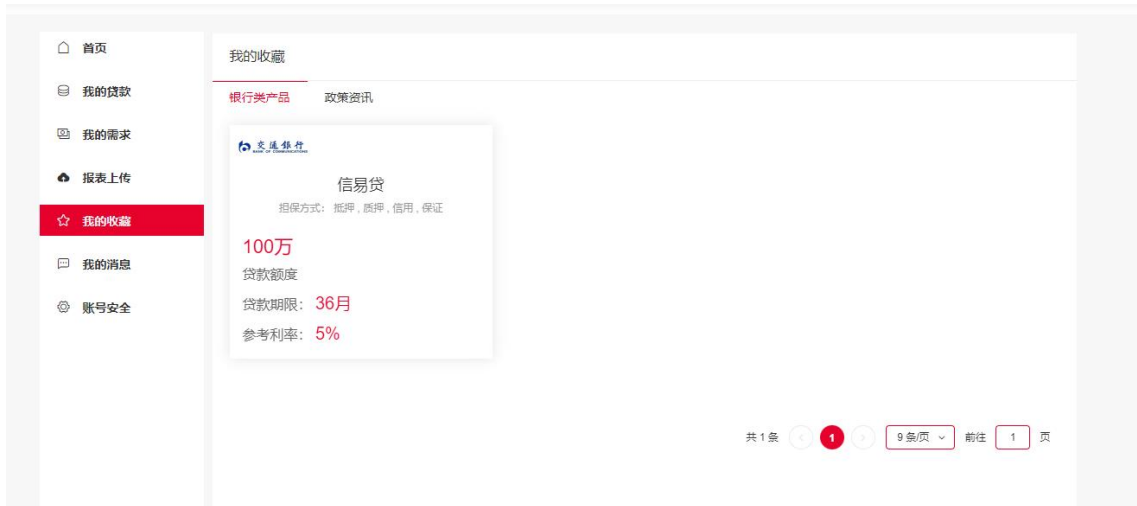 首页
我的贷款
我的需求
报表上传
我的收藏
我的消息
账号安全
我的收藏
银行类产品 政策资讯
交通银行
BANK OF COMMUNICATIONS
信易贷
担保方式： 抵押 , 质押 , 信用 , 保证
100万
贷款额度
贷款期限： 36月
参考利率： 5%
共 1 条 1 9 条/页 前往 1 页